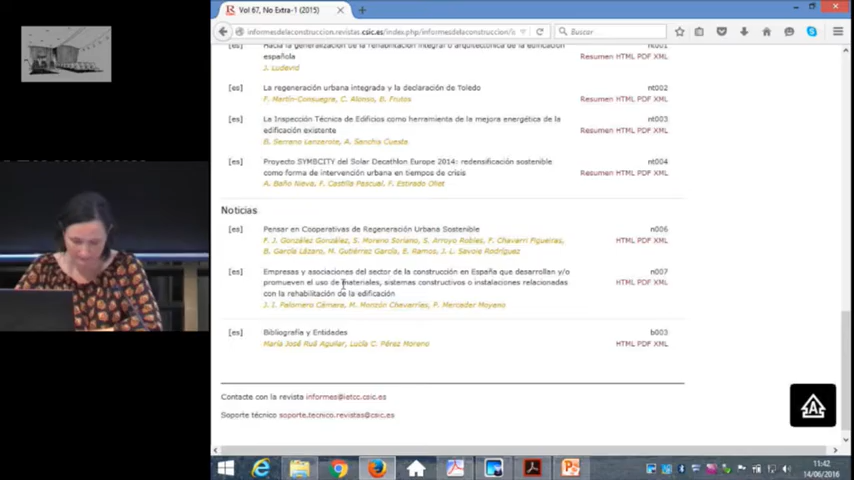 Vol 67, No Extra-1 (2015)
informesdelaconstruccion.revistas.csic.es/index.php/informesdelaconstruccion/i
Buscar
Hacia la generalización de la rehabilitación integral o arquitectónica de la edificación
nt001
española
Resumen HTML PDF XML
J. Ludevid
[es] La regeneración urbana integrada y la declaración de Toledo nt002
F. Martín-Consuegra, C. Alonso, B. Frutos Resumen HTML PDF XML
[es] La Inspección Técnica de Edificios como herramienta de la mejora energética de la nt003
edificación existente Resumen HTML PDF XML
B. Serrano Lanzarote, A. Sanchis Cuesta
[es] Proyecto SYMBCITY del Solar Decathlon Europe 2014: redensificación sostenible nt004
como forma de intervención urbana en tiempos de crisis Resumen HTML PDF XML
A. Baño Nieva, F. Castilla Pascual, F. Estirado Oliet
Noticias
[es] Pensar en Cooperativas de Regeneración Urbana Sostenible n006
F. J. González González, S. Moreno Soriano, S. Arroyo Robles, F. Chavarri Figueiras, HTML PDF XML
B. García Lázaro, M. Gutiérrez García, E. Ramos, J. L. Savoie Rodríguez
[es] Empresas y asociaciones del sector de la construcción en España que desarrollan y/o n007
promueven el uso de materiales, sistemas constructivos o instalaciones relacionadas HTML PDF XML
con la rehabilitación de la edificación
J. I. Palomero Cámara, M. Monzón Chavarrías, P. Mercader Moyano
[es] Bibliografía y Entidades b003
María José Ruá Aguilar, Lucía C. Pérez Moreno HTML PDF XML
Contacte con la revista informes@ietcc.csic.es
Soporte técnico soporte.tecnico.revistas@csic.es
11:42
14/06/2016